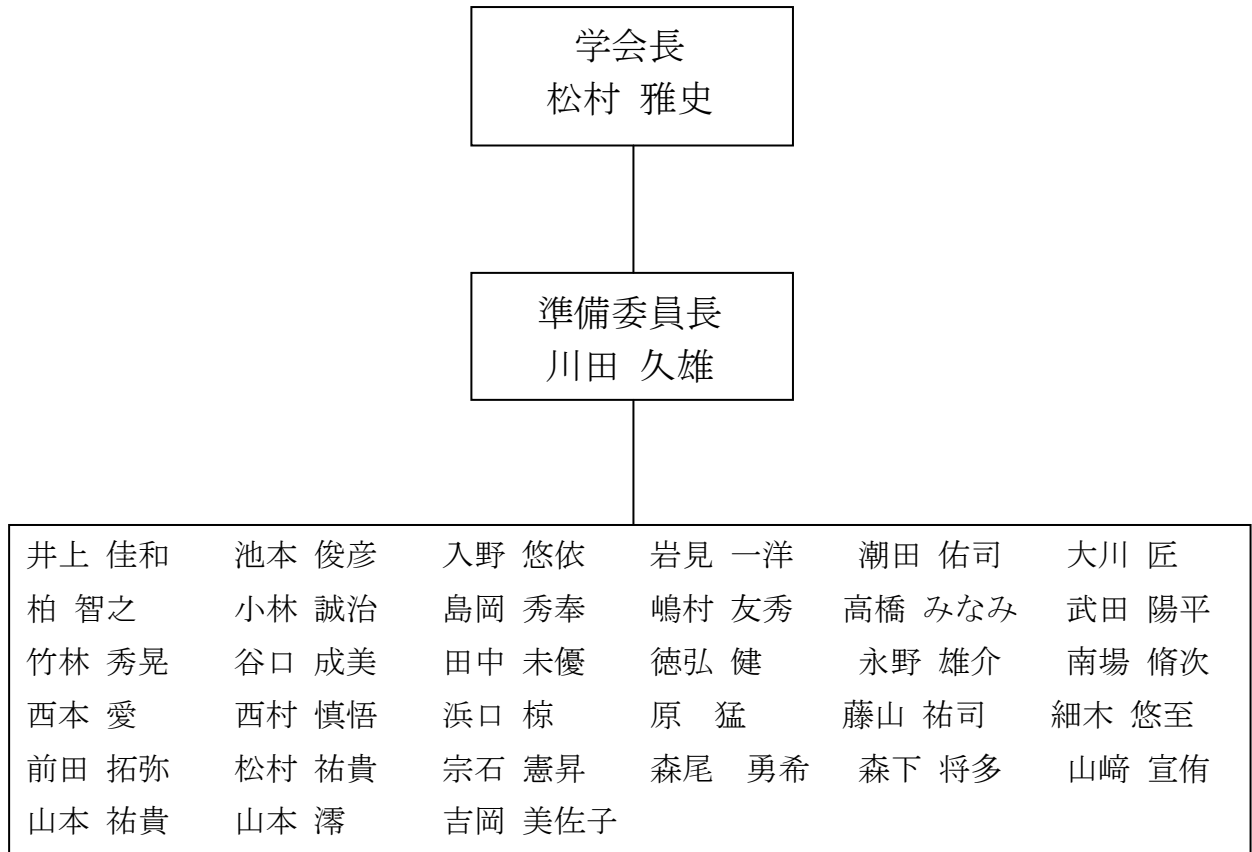 学会長
松村 雅史
準備委員長
川田 久雄
井上 佳和 池本 俊彦 入野 悠依 岩見 一洋 潮田 佑司 大川 匠
柏 智之 小林 誠治 島岡 秀奉 嶋村 友秀 高橋 みなみ 武田 陽平
竹林 秀晃 谷口 成美 田中 未優 徳弘 健 永野 雄介 南場 脩次
西本 愛 西村 慎悟 浜口 椋 原 猛 藤山 祐司 細木 悠至
前田 拓弥 松村 祐貴 宗石 憲昇 森尾 勇希 森下 将多 山﨑 宣侑
山本 祐貴 山本 澪 吉岡 美佐子